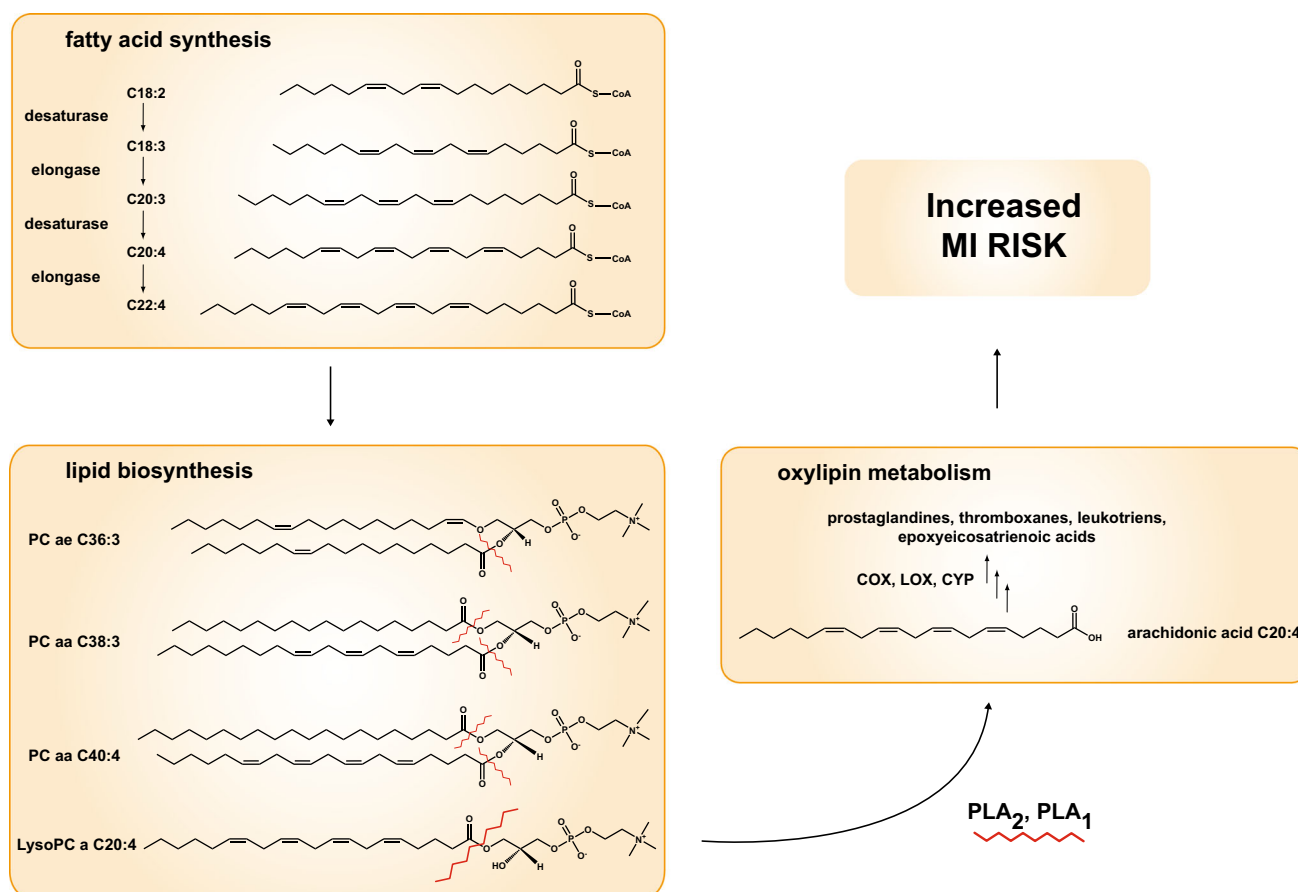 fatty acid synthesis
C18:2
desaturase
C18:3
elongase
C20:3
desaturase
C20:4
elongase
C22:4
O
S—CoA
O
S—CoA
O
S—CoA
O
S—CoA
O
S—CoA
lipid biosynthesis
PC ae C36:3
O O O P O O- N+ H O
PC aa C38:3
O O O O P O O- N+ H O
PC aa C40:4
O O O O P O O- N+ H O
LysoPC a C20:4
O O HO H O O P O O- N+
Increased
MI RISK
oxylipin metabolism
prostaglandines, thromboxanes, leukotriens,
epoxyeicosatrienoic acids
COX, LOX, CYP
O
OH
arachidonic acid C20:4
PLA2, PLA1